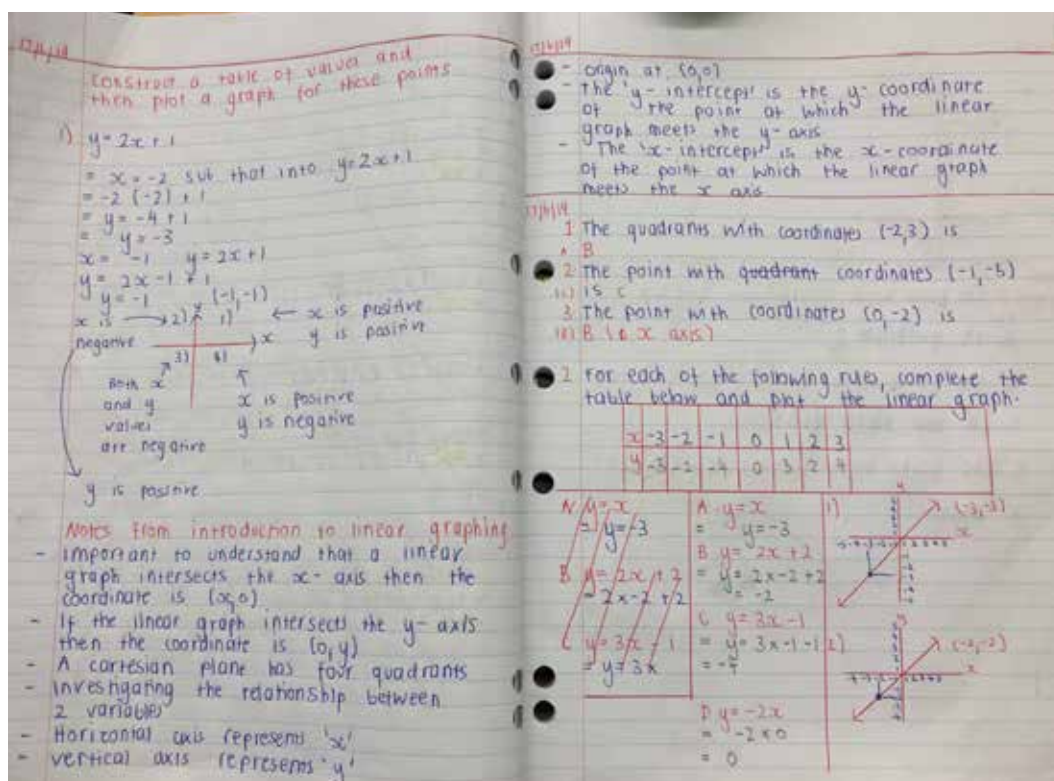 17/6/19
Construct a table of values and
then plot a graph for these points
1) y=2x+1
= x=-2 sub that into y=2x+1
= -2 (-2) + 1
= y = -4 + 1
= y = -3
x = -1 y = 2x+1
y = 2x-1 + 1
y = -1 (-1,-1)
x is → 2) y 1) ← x is positive
negative x y is positive
3) 4)
Both x
and y
values
are negative
x is positive
y is negative
y is positive
Notes from introduction to linear graphing
- important to understand that a linear
graph intersects the x-axis then the
coordinate is (x,0)
- If the linear graph intersects the y-axis
then the coordinate is (0,y)
- A cartesian plane has four quadrants
- investigating the relationship between
2 variables
- Horizontal axis represents 'x'
- vertical axis represents 'y'
17/6/19
- origin at (0,0)
- The 'y-intercept' is the y-coordinate
of the point at which the linear
graph meets the y-axis
- The 'x-intercept' is the x-coordinate
of the point at which the linear graph
meets the x axis
17/6/19
1 The quadrants with coordinates (-2,3) is
B
2 The point with quadrant coordinates (-1,-5)
is C
3 The point with coordinates (0,-2) is
B ( x axis)
2 For each of the following rules, complete the
table below and plot the linear graph.
x -3 -2 -1 0 1 2 3
y -3 -2 -4 0 3 2 4
A y=x
= y=-3
B y=2x+2
= 2x-2+2
C y=3x-1
= y=3x
A y=x
= y=-3
B y= 2x+2
= y= 2x-2+2
= -2
C y=3x-1
= y=3x-1-1
D y=-2x
= -2x0
= 0
1)
(-3,-3)
x
2)
(-2,-2)
x